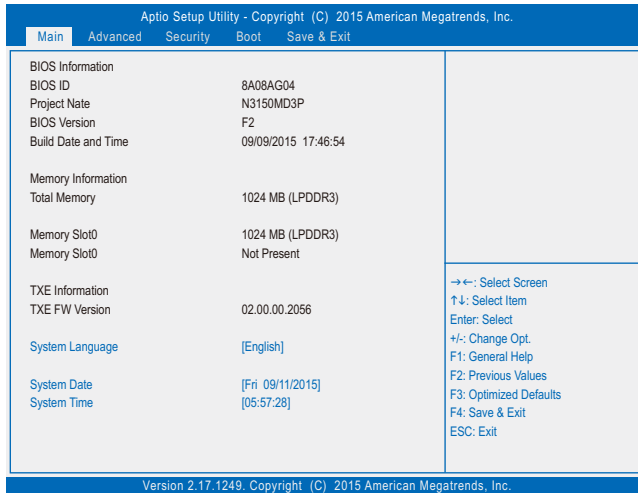 Aptio Setup Utility - Copyright (C) 2015 American Megatrends, Inc.
Main Advanced Security Boot Save & Exit
BIOS Information
BIOS ID 8A08AG04
Project Nate N3150MD3P
BIOS Version F2
Build Date and Time 09/09/2015 17:46:54
Memory Information
Total Memory 1024 MB (LPDDR3)
Memory Slot0 1024 MB (LPDDR3)
Memory Slot0 Not Present
TXE Information
TXE FW Version 02.00.00.2056
System Language [English]
System Date [Fri 09/11/2015]
System Time [05:57:28]
→←: Select Screen
↑↓: Select Item
Enter: Select
+/-: Change Opt.
F1: General Help
F2: Previous Values
F3: Optimized Defaults
F4: Save & Exit
ESC: Exit
Version 2.17.1249. Copyright (C) 2015 American Megatrends, Inc.